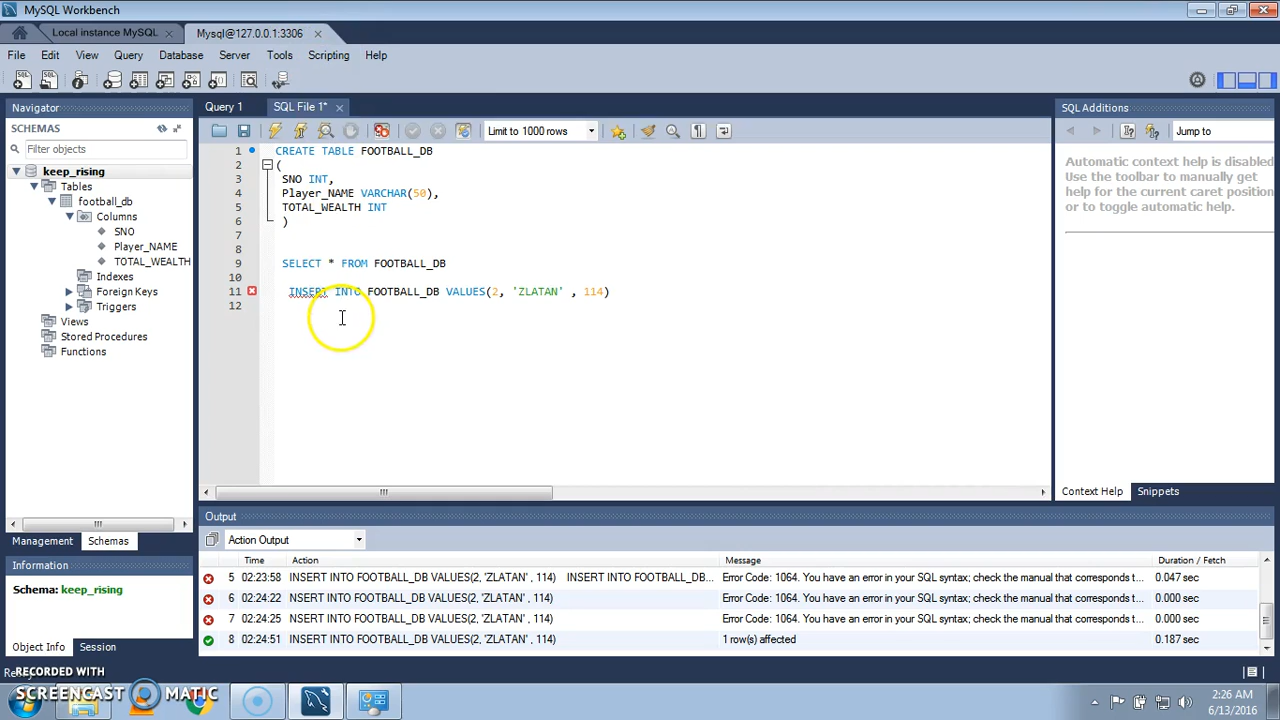 MySQL Workbench
Local instance MySQL
Mysql@127.0.0.1:3306
File Edit View Query Database Server Tools Scripting Help
Navigator
SCHEMAS
Filter objects
keep_rising
Tables
football_db
Columns
SNO
Player_NAME
TOTAL_WEALTH
Indexes
Foreign Keys
Triggers
Views
Stored Procedures
Functions
Management Schemas
Information
Schema: keep_rising
Object Info Session
Query 1 SQL File 1*
Limit to 1000 rows
1 CREATE TABLE FOOTBALL_DB
2 (
3 SNO INT,
4 Player_NAME VARCHAR(50),
5 TOTAL_WEALTH INT
6 )
7
8
9 SELECT * FROM FOOTBALL_DB
10
11 INSERT INTO FOOTBALL_DB VALUES(2, 'ZLATAN' , 114)
12
SQL Additions
Jump to
Automatic context help is disabled
Use the toolbar to manually get
help for the current caret position
or to toggle automatic help.
Context Help Snippets
Output
Action Output
Time Action Message Duration / Fetch
5 02:23:58 INSERT INTO FOOTBALL_DB VALUES(2, 'ZLATAN' , 114) INSERT INTO FOOTBALL_DB... Error Code: 1064. You have an error in your SQL syntax; check the manual that corresponds t... 0.047 sec
6 02:24:22 NSERT INTO FOOTBALL_DB VALUES(2, 'ZLATAN' , 114) Error Code: 1064. You have an error in your SQL syntax; check the manual that corresponds t... 0.000 sec
7 02:24:25 NSERT INTO FOOTBALL_DB VALUES(2, 'ZLATAN' , 114) Error Code: 1064. You have an error in your SQL syntax; check the manual that corresponds t... 0.000 sec
8 02:24:51 INSERT INTO FOOTBALL_DB VALUES(2, 'ZLATAN' , 114) 1 row(s) affected 0.187 sec
RECORDED WITH
SCREENCAST MATIC
2:26 AM
6/13/2016